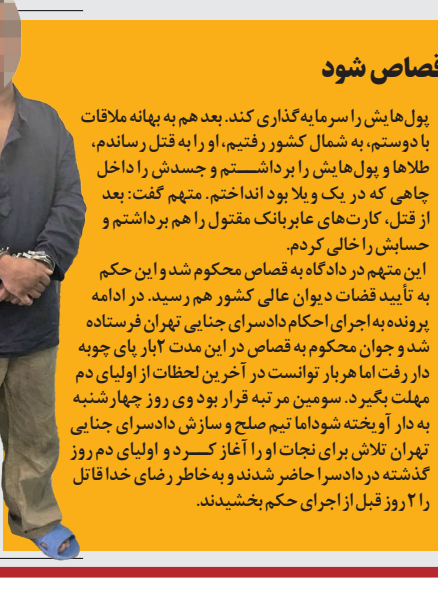 قصاص شود
پول‌هایش را سرمایه‌گذاری کند. بعد هم به بهانه ملاقات
با دوستم، به شمال کشور رفتیم، او را به قتل رساندم،
طلاها و پول‌هایش را برداشتم و جسدش را داخل
چاهی که در یک ویلا بود انداختم. متهم گفت: بعد
از قتل، کارت‌های عابربانک مقتول را هم برداشتم و
حسابش را خالی کردم.
این متهم در دادگاه به قصاص محکوم شد و این حکم
به تأیید قضات دیوان عالی کشور هم رسید. در ادامه
پرونده به اجرای احکام دادسرای جنایی تهران فرستاده
شد و جوان محکوم به قصاص در این مدت ۲بار پای چوبه
دار رفت اما هربار توانست در آخرین لحظات از اولیای دم
مهلت بگیرد. سومین مرتبه قرار بود وی روز چهارشنبه
به دار آویخته شود اما تیم صلح و سازش دادسرای جنایی
تهران تلاش برای نجات او را آغاز کرد و اولیای دم روز
گذشته در دادسرا حاضر شدند و به‌خاطر رضای خدا قاتل
را ۲ روز قبل از اجرای حکم بخشیدند.